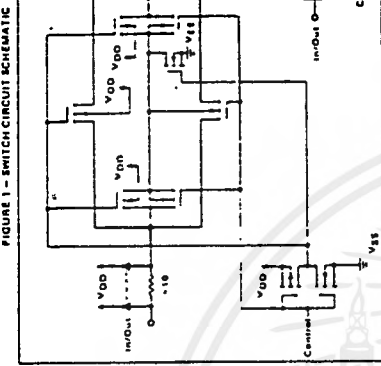 FIGURE 1 – SWITCH CIRCUIT SCHEMATIC
VDD
VDD
VSS
VDD
In/Out
VDD
VDD
Control
VSS
In/Out
C